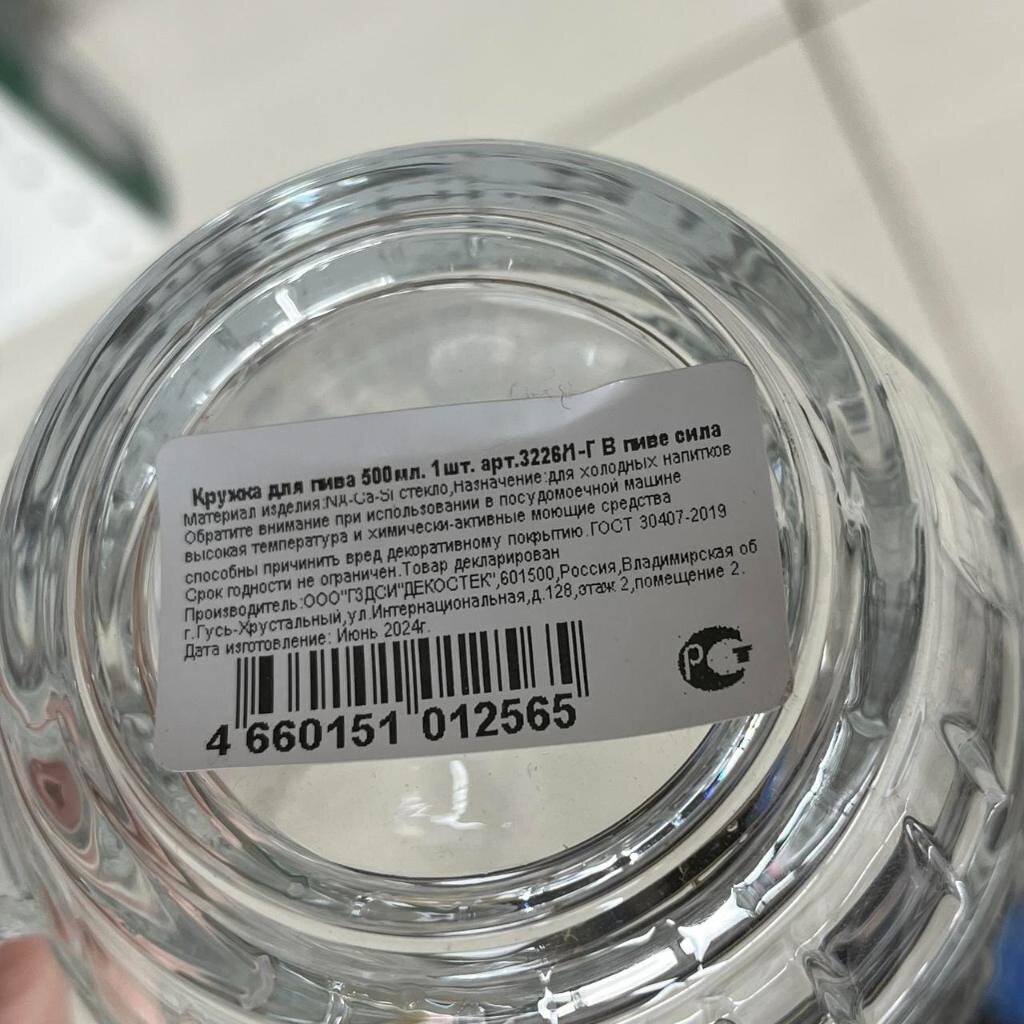 Кружка для пива 500мл. 1шт. арт.3226/1-Г В пиве сила
Материал изделия:NA-Ca-Si стекло,Назначение:для холодных напитков
Обратите внимание при использовании в посудомоечной машине
высокая температура и химически-активные моющие средства
способны причинить вред декоративному покрытию.ГОСТ 30407-2019
Срок годности не ограничен.Товар декларирован
Производитель:ООО"ГЗДСИ"ДЕКОСТЕК",601500,Россия,Владимирская об
г.Гусь-Хрустальный,ул.Интернациональная,д.128,этаж 2,помещение 2.
Дата изготовление: Июнь 2024г.
4 660151 012565
РСТ